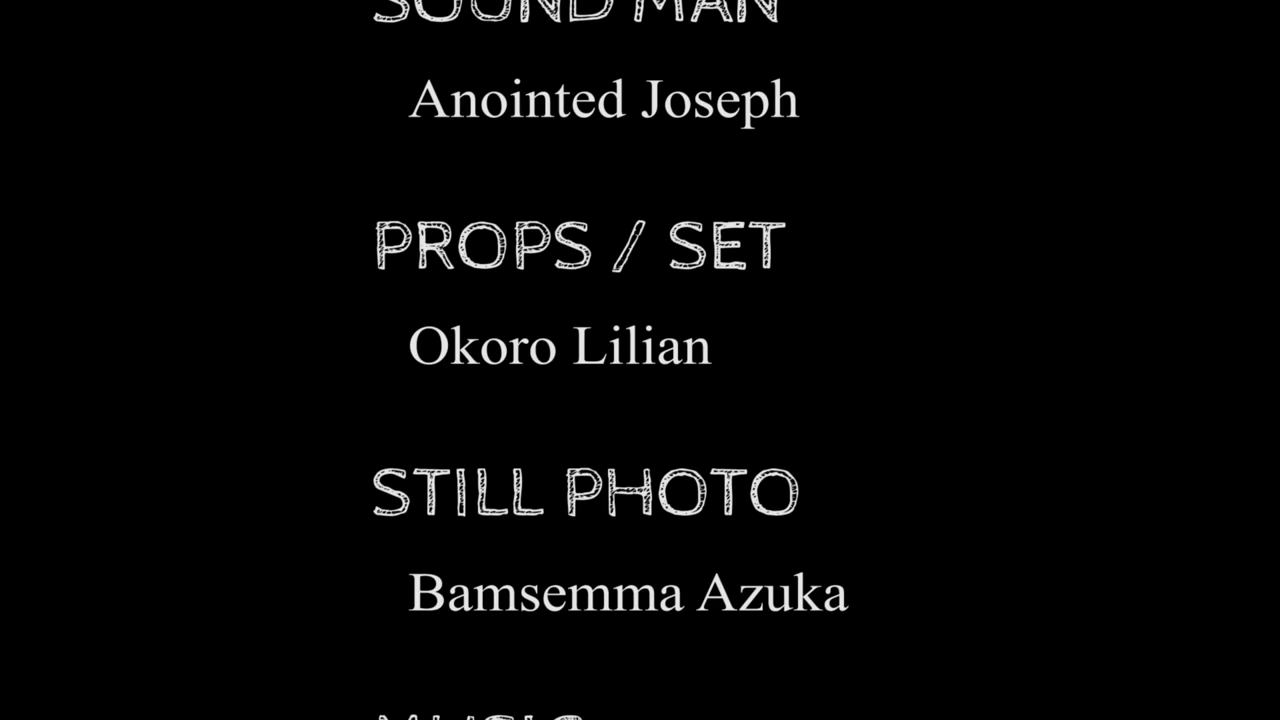 SOUND MAN
Anointed Joseph
PROPS / SET
Okoro Lilian
STILL PHOTO
Bamsemma Azuka